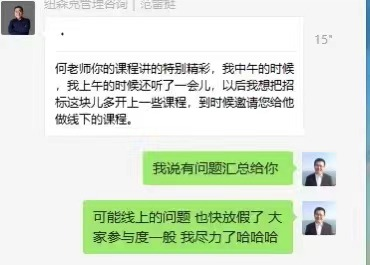 纽森克管理咨询 | 范富挺
15"
何老师你的课程讲的特别精彩，我中午的时候
，我上午的时候还听了一会儿，以后我想把招
标这块儿多开上一些课程，到时候邀请您给他
做线下的课程。
我说有问题汇总给你
可能线上的问题 也快放假了 大
家参与度一般 我尽力了哈哈哈